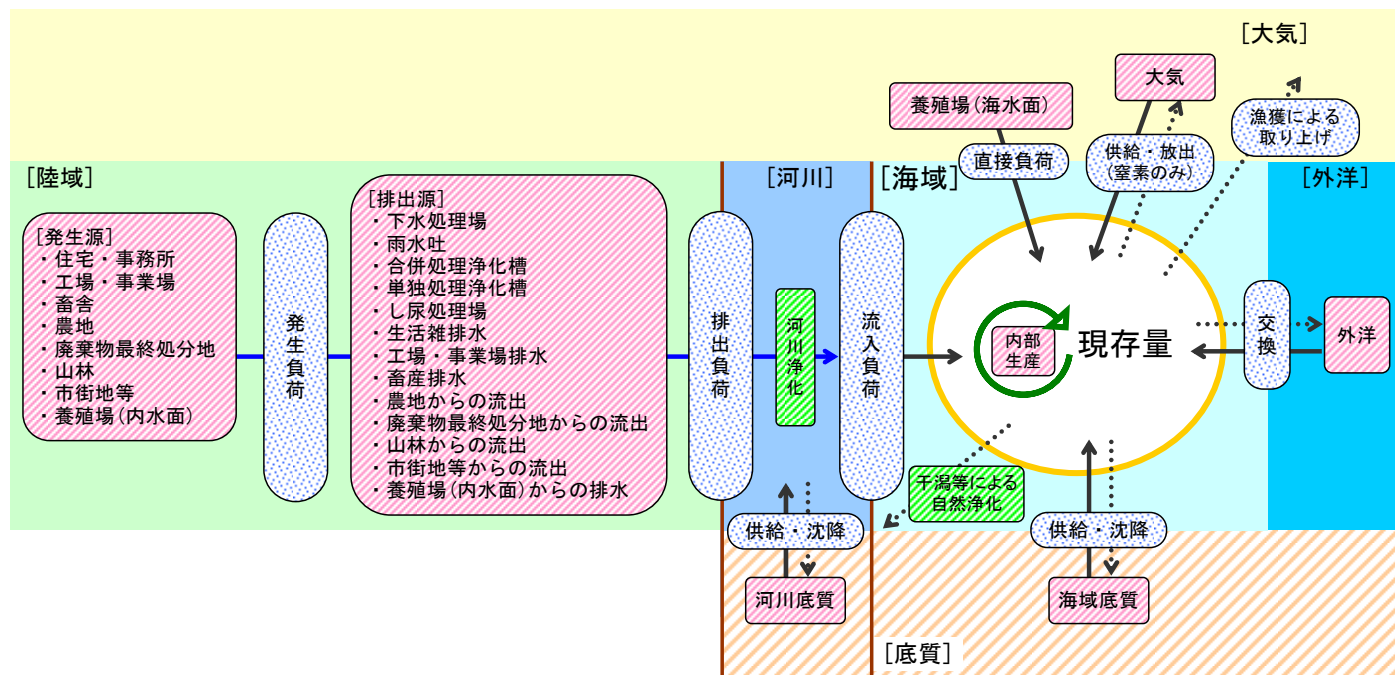 [大気]
大気
養殖場(海水面)
漁獲による
取り上げ
直接負荷
供給・放出
(窒素のみ)
[陸域]
[河川]
[海域]
[外洋]
[発生源]
・住宅・事務所
・工場・事業場
・畜舎
・農地
・廃棄物最終処分地
・山林
・市街地等
・養殖場(内水面)
発生負荷
[排出源]
・下水処理場
・雨水吐
・合併処理浄化槽
・単独処理浄化槽
・し尿処理場
・生活雑排水
・工場・事業場排水
・畜産排水
・農地からの流出
・廃棄物最終処分地からの流出
・山林からの流出
・市街地等からの流出
・養殖場(内水面)からの排水
排出負荷
河川浄化
流入負荷
内部
生産
現存量
交換
外洋
干潟等による
自然浄化
供給・沈降
供給・沈降
河川底質
海域底質
[底質]